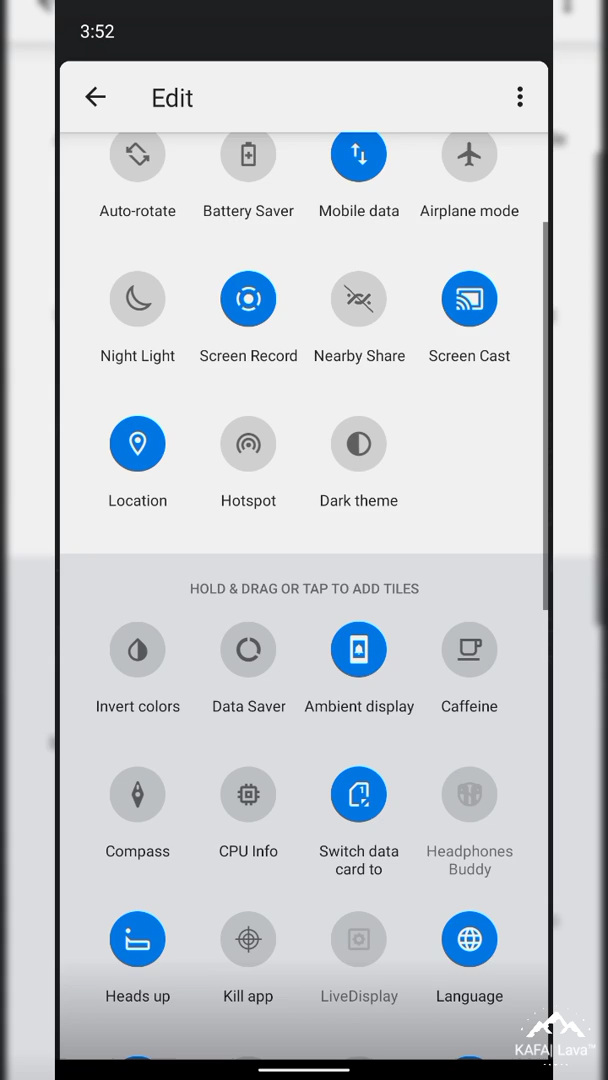 3:52
Edit
Auto-rotate Battery Saver Mobile data Airplane mode
Night Light Screen Record Nearby Share Screen Cast
Location Hotspot Dark theme
HOLD & DRAG OR TAP TO ADD TILES
Invert colors Data Saver Ambient display Caffeine
Compass CPU Info Switch data card to Headphones Buddy
Heads up Kill app LiveDisplay Language
KAFA| Lava™